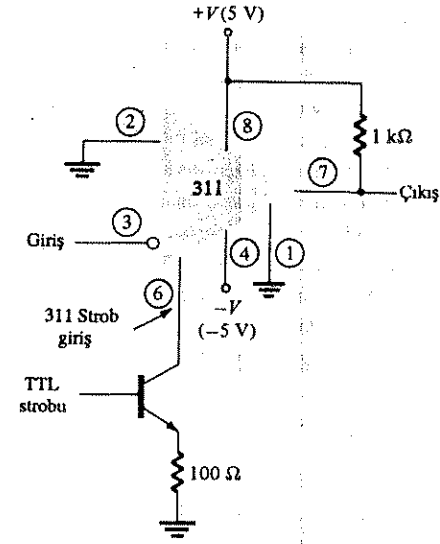 +V(5 V)
2
8
1 kΩ
7
311
Çıkış
3
Giriş
4
1
6
−V
(−5 V)
311 Strob
giriş
TTL
strobu
100 Ω